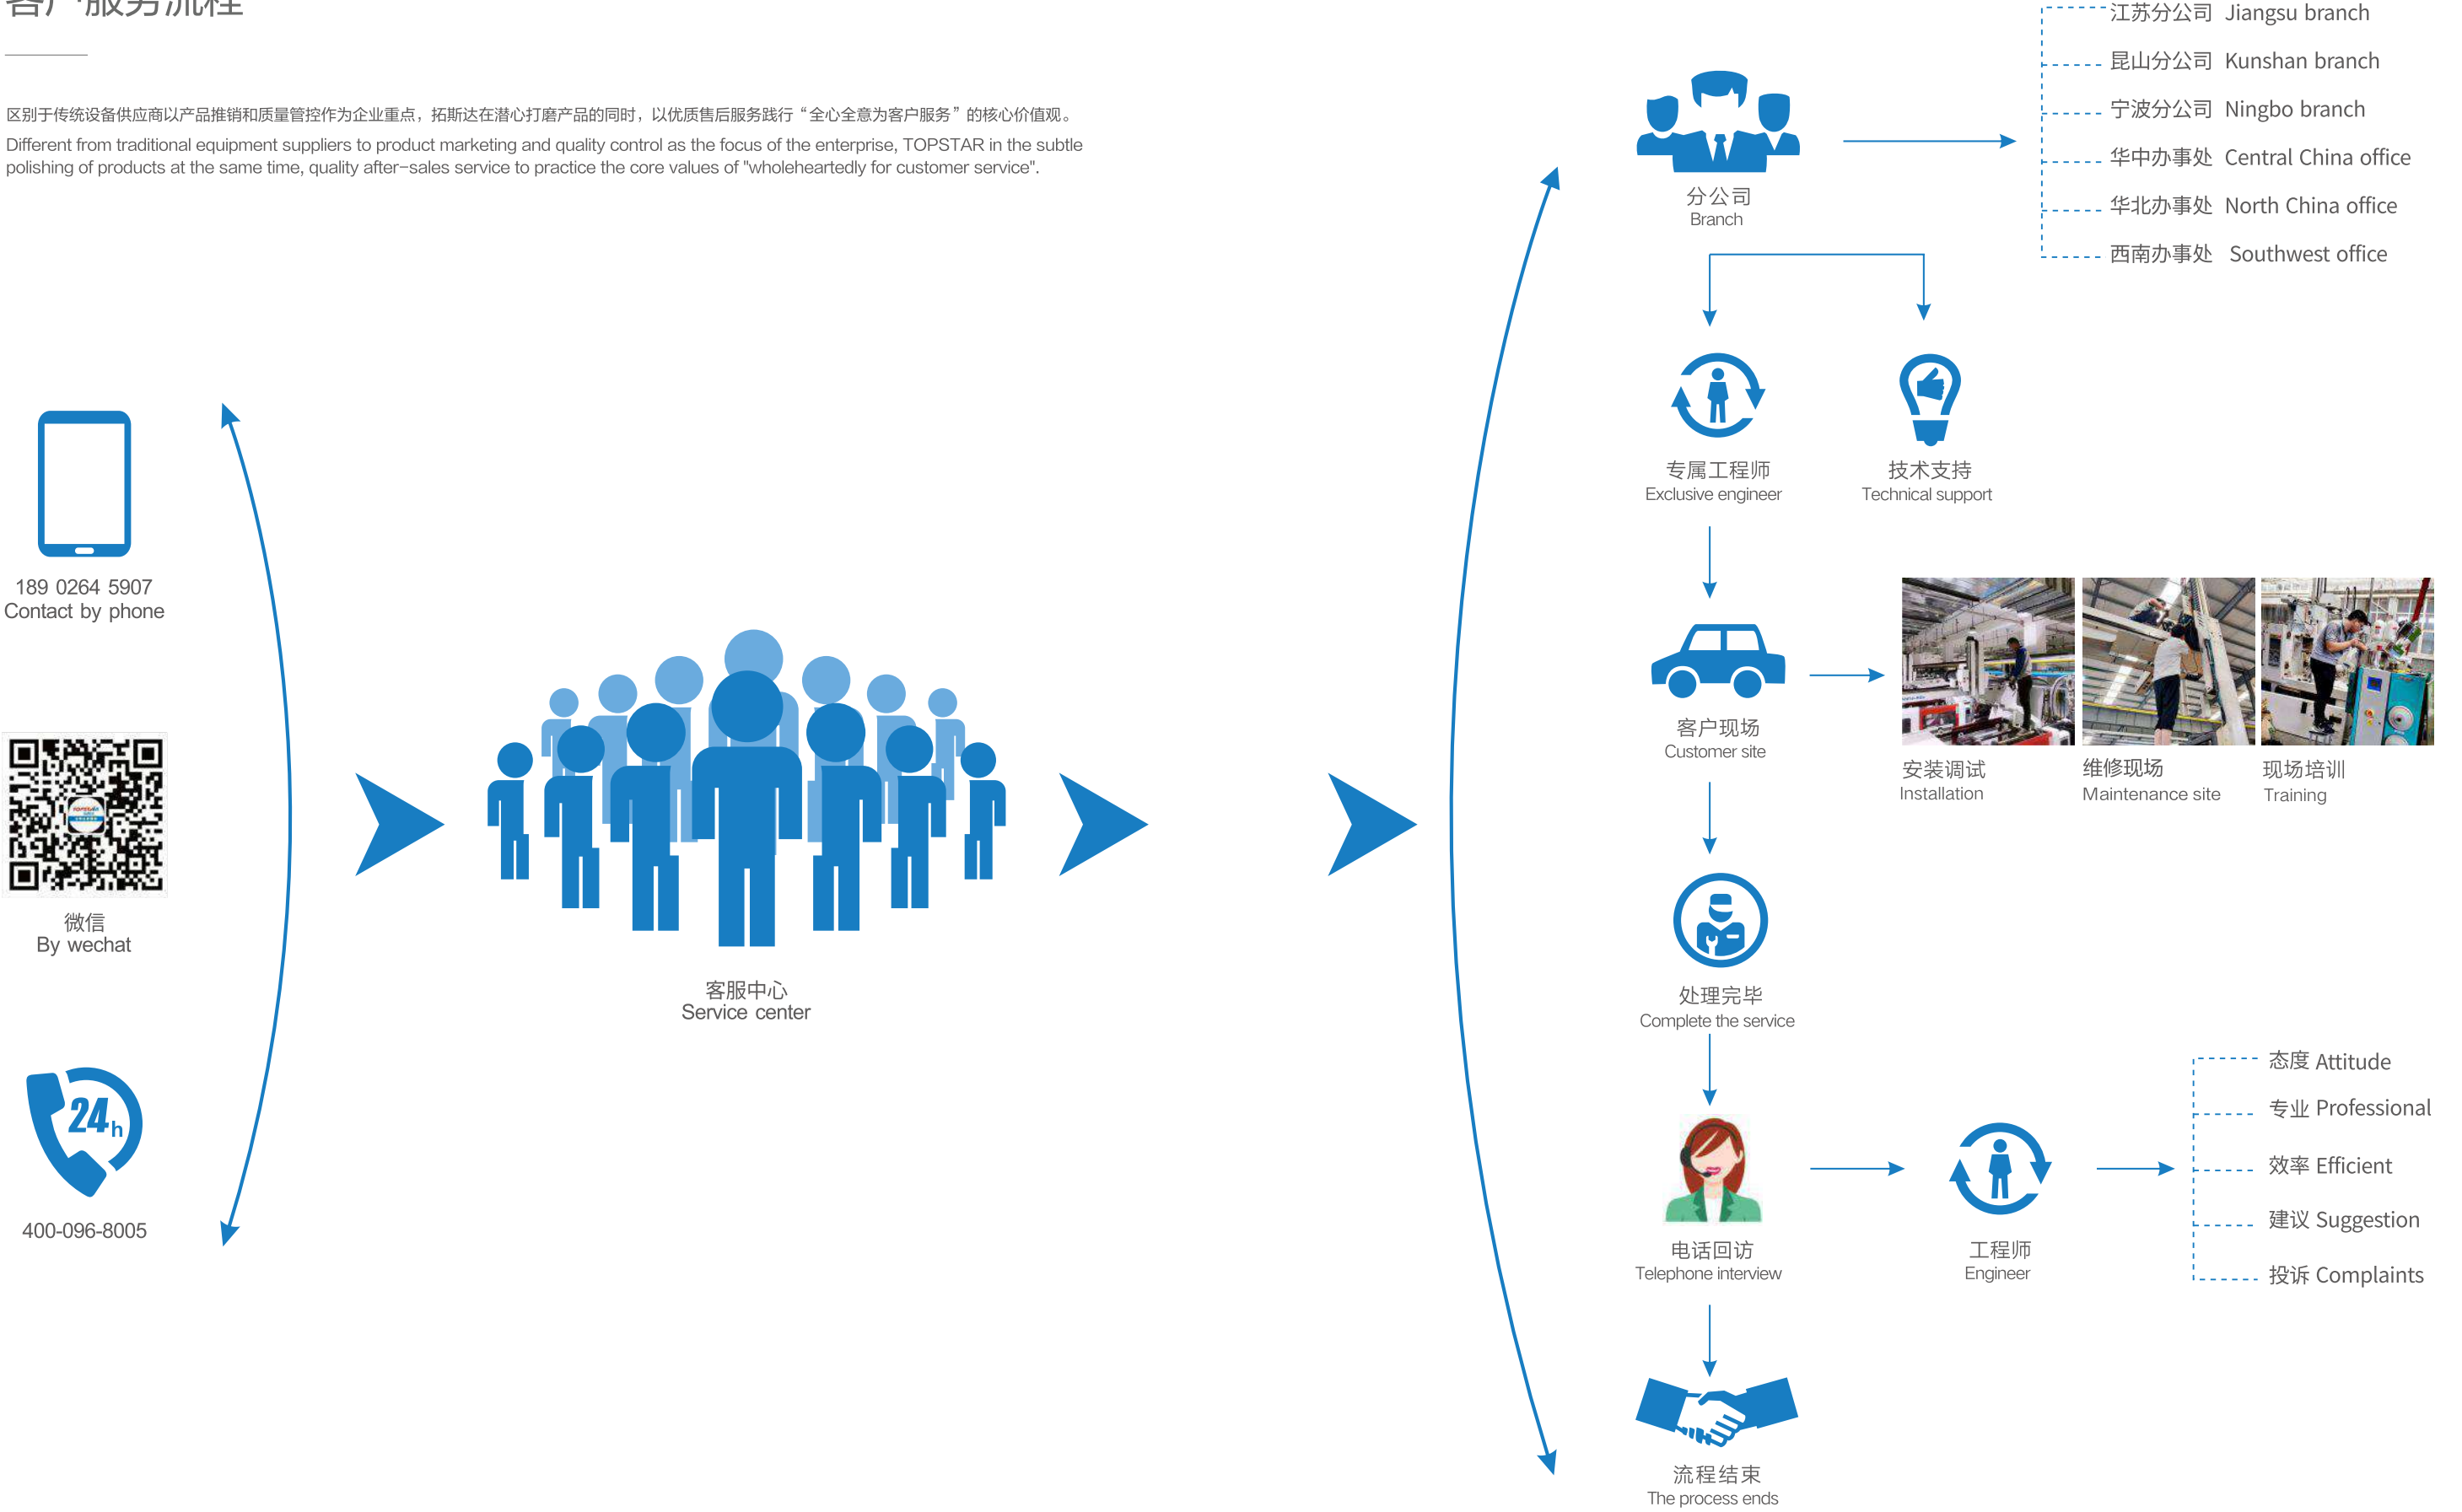 客户服务流程
区别于传统设备供应商以产品推销和质量管控作为企业重点，拓斯达在潜心打磨产品的同时，以优质售后服务践行“全心全意为客户服务”的核心价值观。
Different from traditional equipment suppliers to product marketing and quality control as the focus of the enterprise, TOPSTAR in the subtle
polishing of products at the same time, quality after-sales service to practice the core values of "wholeheartedly for customer service".
189 0264 5907
Contact by phone
微信
By wechat
24h
400-096-8005
客服中心
Service center
分公司
Branch
江苏分公司 Jiangsu branch
昆山分公司 Kunshan branch
宁波分公司 Ningbo branch
华中办事处 Central China office
华北办事处 North China office
西南办事处 Southwest office
专属工程师
Exclusive engineer
技术支持
Technical support
客户现场
Customer site
安装调试
Installation
维修现场
Maintenance site
现场培训
Training
处理完毕
Complete the service
电话回访
Telephone interview
工程师
Engineer
态度 Attitude
专业 Professional
效率 Efficient
建议 Suggestion
投诉 Complaints
流程结束
The process ends